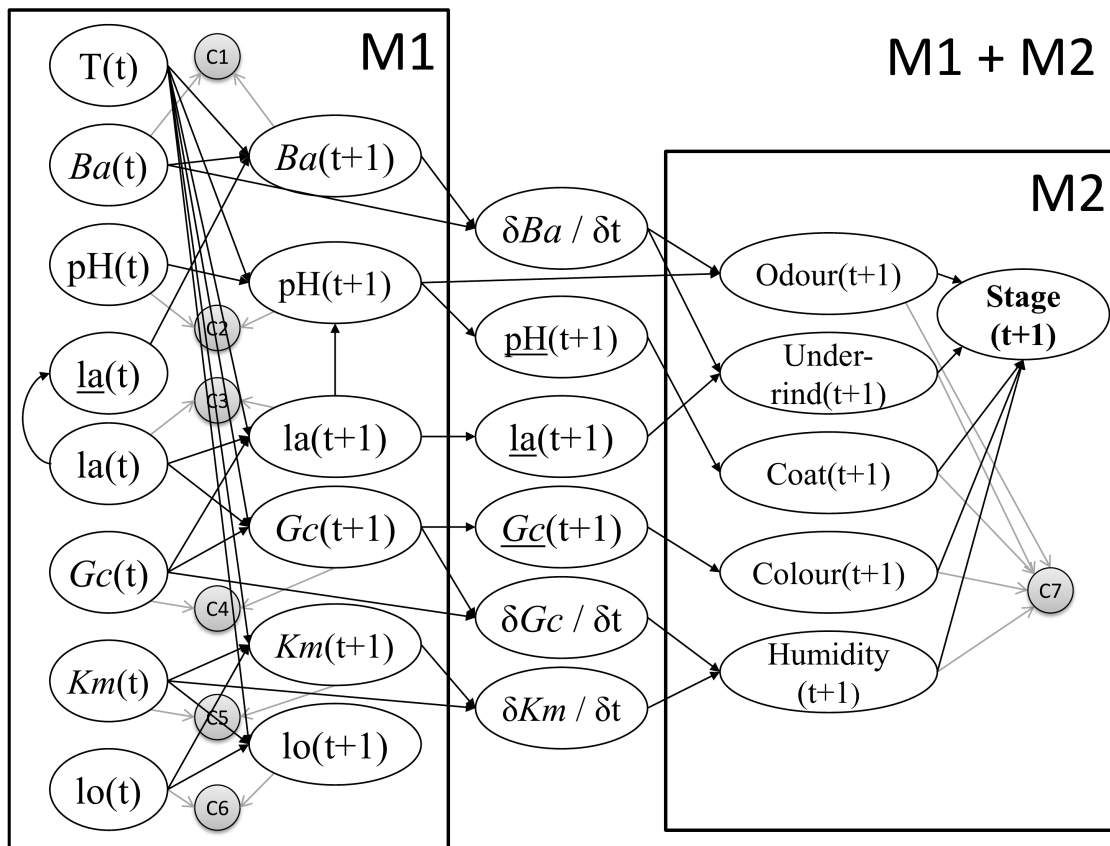 M1
M1 + M2
M2
T(t)
Ba(t)
pH(t)
la(t)
la(t)
Gc(t)
Km(t)
lo(t)
C1
C2
C3
C4
C5
C6
Ba(t+1)
pH(t+1)
la(t+1)
Gc(t+1)
Km(t+1)
lo(t+1)
δBa / δt
pH(t+1)
la(t+1)
Gc(t+1)
δGc / δt
δKm / δt
Odour(t+1)
Under-
rind(t+1)
Coat(t+1)
Colour(t+1)
Humidity
(t+1)
Stage
(t+1)
C7